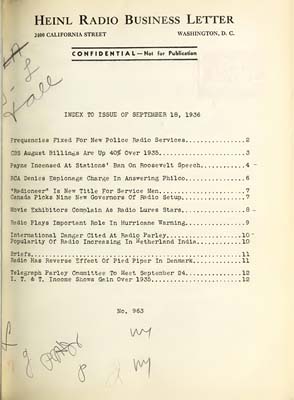 HEINL RADIO BUSINESS LETTER
2400 CALIFORNIA STREET WASHINGTON, D. C.
CONFIDENTIAL — Not for Publication
INDEX TO ISSUE OF SEPTEMBER 18, 1936
Frequencies Fixed For New Police Radio Services...............2
CBS August Billings Are Up 40% Over 1935......................3
Payne Incensed At Stations' Ban On Roosevelt Speech...........4 -
RCA Denies Espionage Charge In Answering Philco...............6
"Radioneer" Is New Title For Service Men......................7
Canada Picks Nine New Governors Of Radio Setup................7
Movie Exhibitors Complain As Radio Lures Stars................8 -
Radio Plays Important Role In Hurricane Warning...............9
International Danger Cited At Radio Parley...................10 -
Popularity Of Radio Increasing In Netherland India...........10
Briefs.......................................................11
Radio Has Reverse Effect Of Pied Piper In Denmark............11
Telegraph Parley Committee To Meet September 24..............12
I. T. & T. Income Shows Gain Over 1935.......................12
No. 963